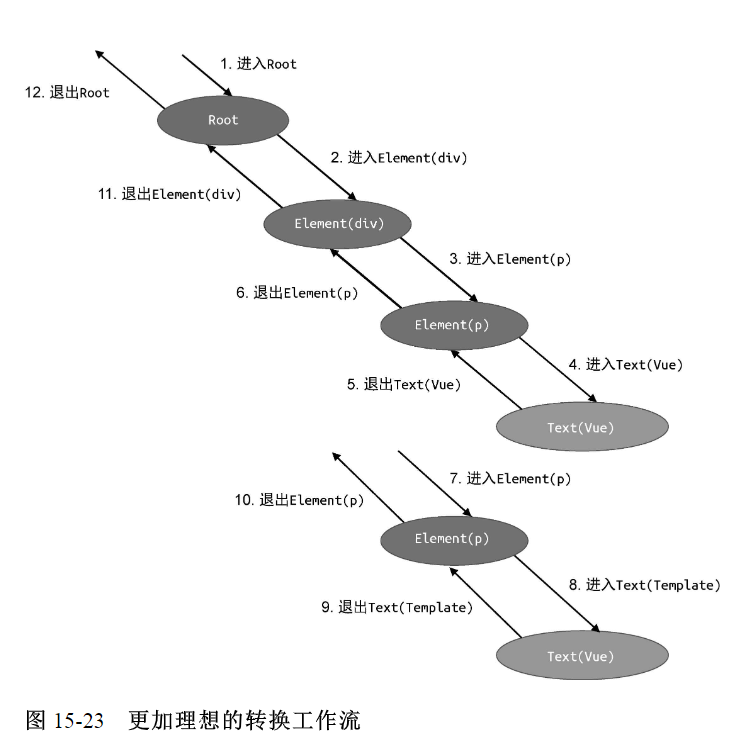 1. 进入Root
12. 退出Root
Root
2. 进入Element(div)
11. 退出Element(div)
Element(div)
3. 进入Element(p)
6. 退出Element(p)
Element(p)
4. 进入Text(Vue)
5. 退出Text(Vue)
Text(Vue)
7. 进入Element(p)
10. 退出Element(p)
Element(p)
8. 进入Text(Template)
9. 退出Text(Template)
Text(Vue)
图 15-23 更加理想的转换工作流